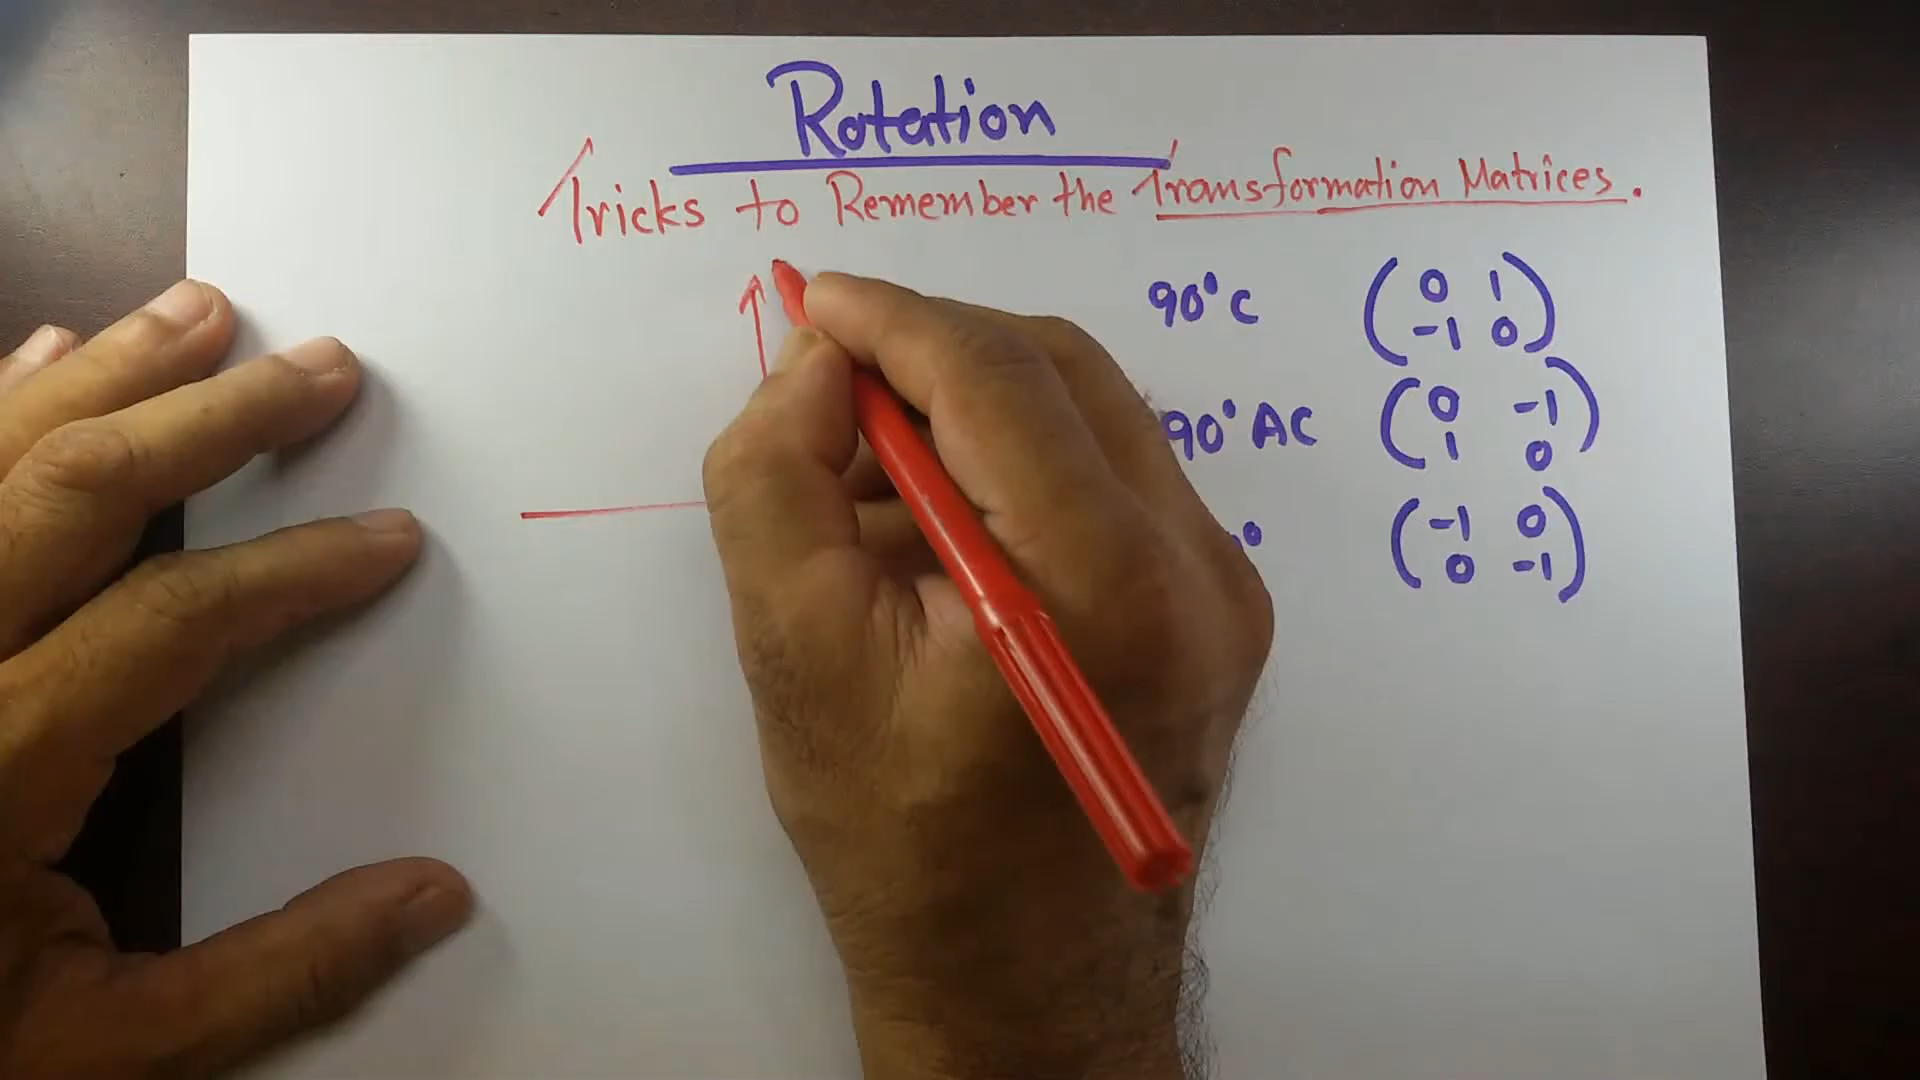 Rotation
Tricks to Remember the Transformation Matrices.
90°C (0 1
-1 0)
90°AC (0 -1
1 0)
(-1 0
0 -1)